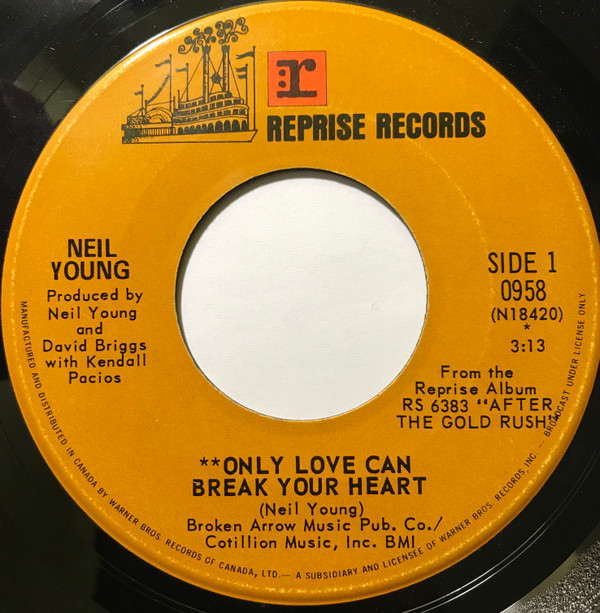 r
REPRISE RECORDS
NEIL
YOUNG
Produced by
Neil Young
and
David Briggs
with Kendall
Pacios
SIDE 1
0958
(N18420)
*
3:13
From the
Reprise Album
RS 6383 "AFTER
THE GOLD RUSH"
**ONLY LOVE CAN
BREAK YOUR HEART
(Neil Young)
Broken Arrow Music Pub. Co./
Cotillion Music, Inc. BMI
MANUFACTURED AND DISTRIBUTED IN CANADA BY WARNER BROS. RECORDS OF CANADA, LTD.— A SUBSIDIARY AND LICENSEE OF WARNER BROS. RECORDS, INC — BROADCAST UNDER LICENSE ONLY